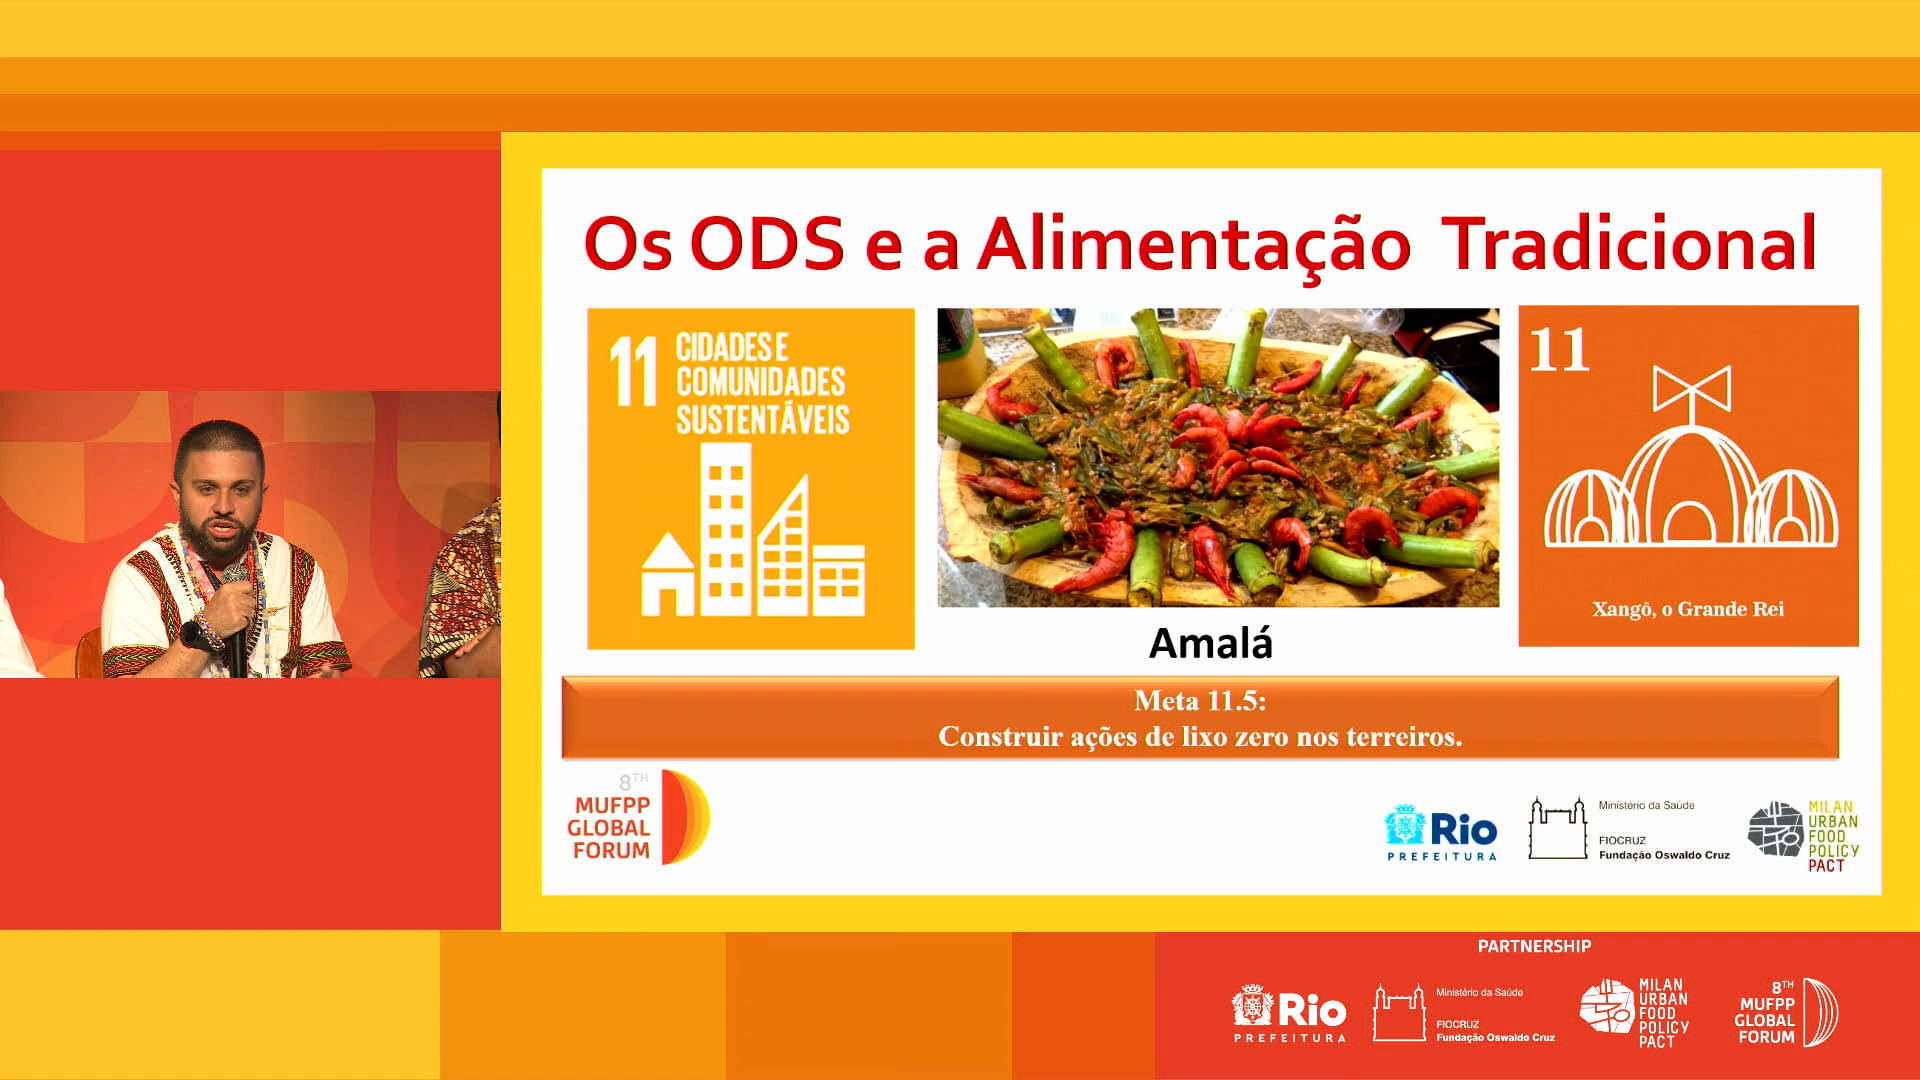 Os ODS e a Alimentação Tradicional
11 CIDADES E
COMUNIDADES
SUSTENTÁVEIS
11
Xangô, o Grande Rei
Amalá
Meta 11.5:
Construir ações de lixo zero nos terreiros.
8TH
MUFPP
GLOBAL
FORUM
Rio
PREFEITURA
Ministério da Saúde
FIOCRUZ
Fundação Oswaldo Cruz
MILAN
URBAN
FOOD
POLICY
PACT
PARTNERSHIP
Rio
PREFEITURA
Ministério da Saúde
FIOCRUZ
Fundação Oswaldo Cruz
MILAN
URBAN
FOOD
POLICY
PACT
8TH
MUFPP
GLOBAL
FORUM